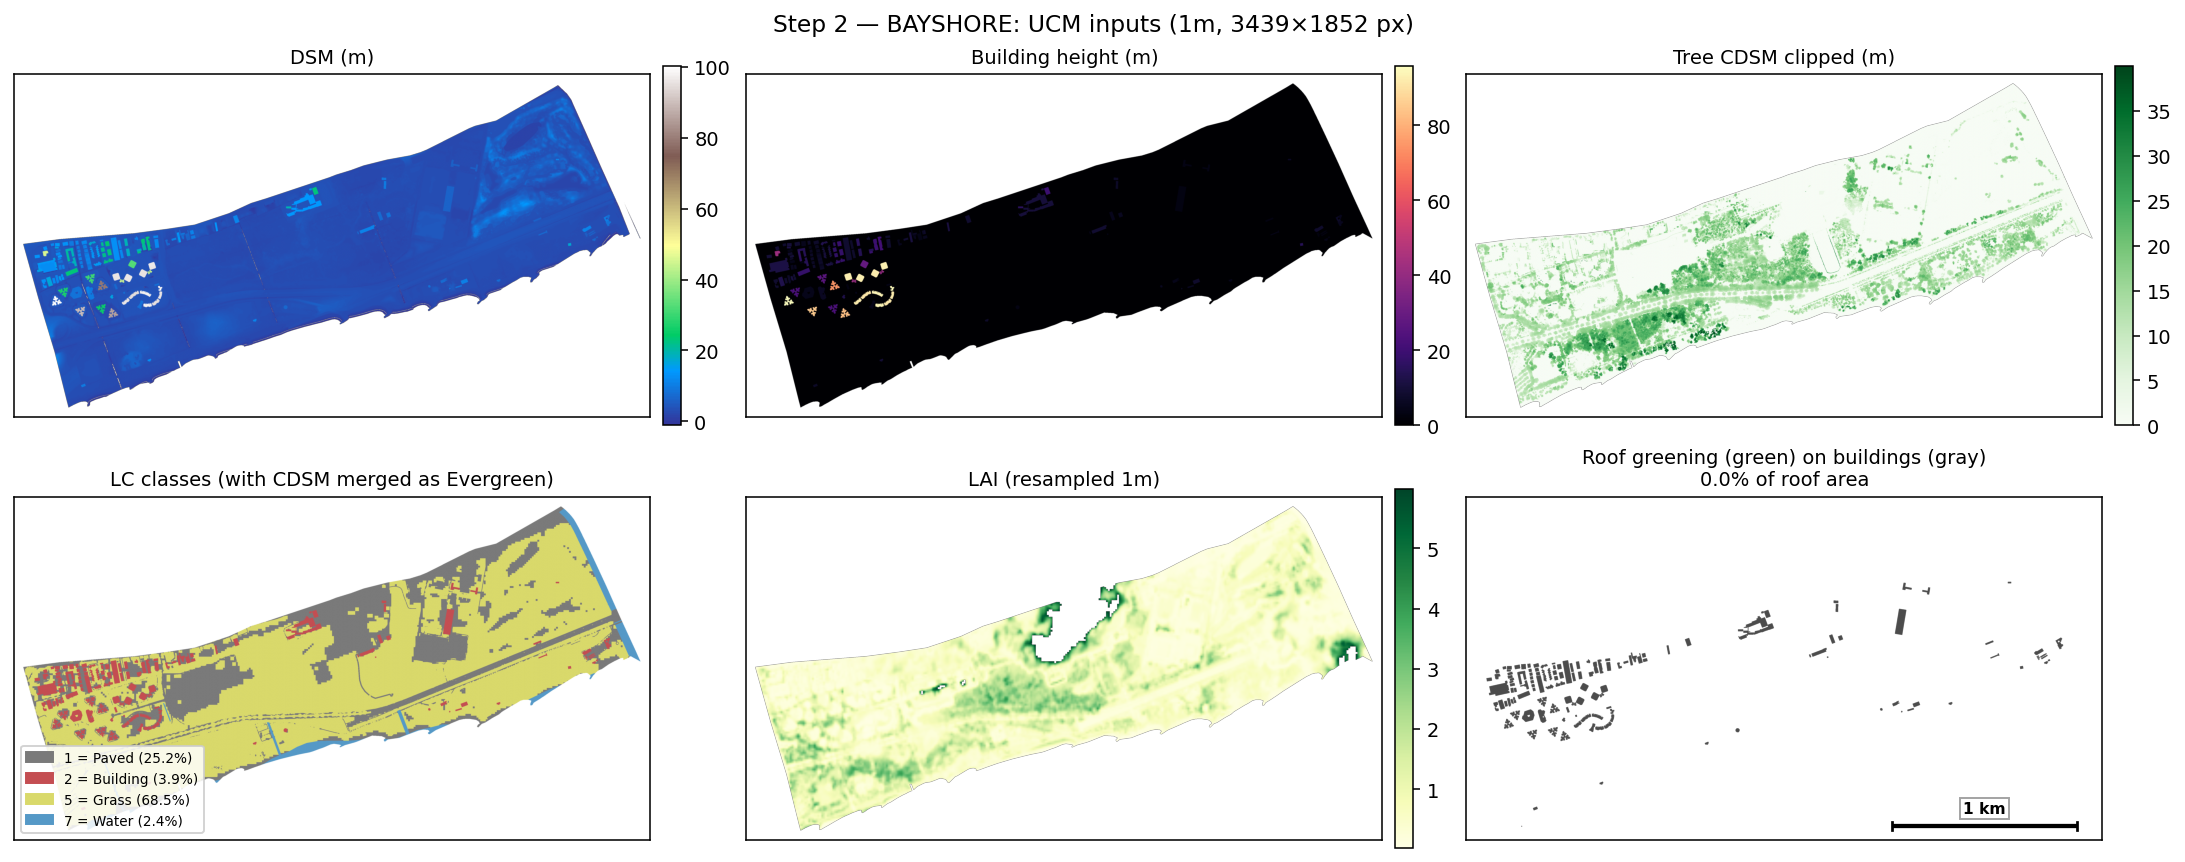 Step 2 — BAYSHORE: UCM inputs (1m, 3439×1852 px)
DSM (m)
100
80
60
40
20
0
Building height (m)
80
60
40
20
0
Tree CDSM clipped (m)
35
30
25
20
15
10
5
0
LC classes (with CDSM merged as Evergreen)
1 = Paved (25.2%)
2 = Building (3.9%)
5 = Grass (68.5%)
7 = Water (2.4%)
LAI (resampled 1m)
5
4
3
2
1
Roof greening (green) on buildings (gray)
0.0% of roof area
1 km